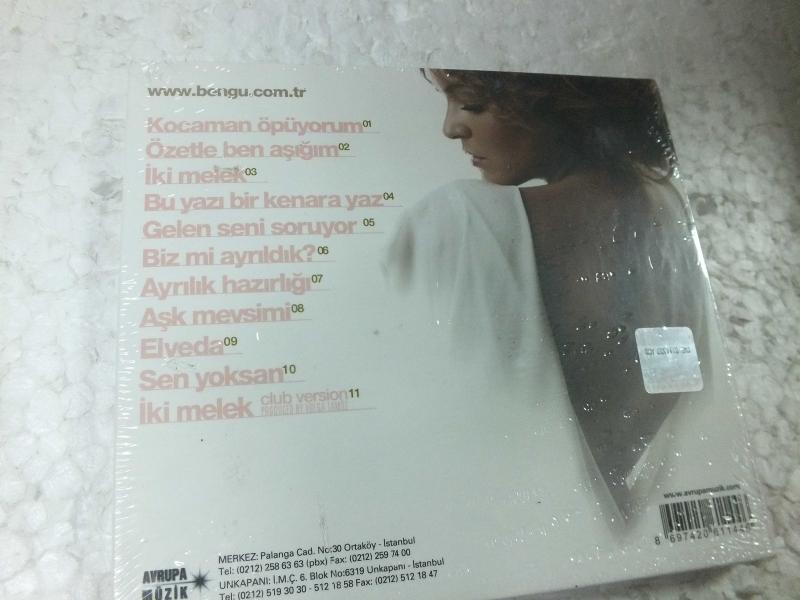 www.bengu.com.tr
Kocaman öpüyorum 01
Özetle ben aşığım 02
İki melek 03
Bu yazı bir kenara yaz 04
Gelen seni soruyor 05
Biz mi ayrıldık? 06
Ayrılık hazırlığı 07
Aşk mevsimi 08
Elveda 09
Sen yoksan 10
İki melek club version 11
PRODUCED BY VOLGA TAMÖZ
www.avrupamuzik.com
AVRUPA
MÜZİK
MERKEZ: Palanga Cad. No:30 Ortaköy - İstanbul
Tel: (0212) 258 63 63 (pbx) Fax: (0212) 259 74 00
UNKAPANI: İ.M.Ç. 6. Blok No:6319 Unkapanı - İstanbul
Tel: (0212) 519 30 30 - 512 18 58 Fax: (0212) 512 18 47